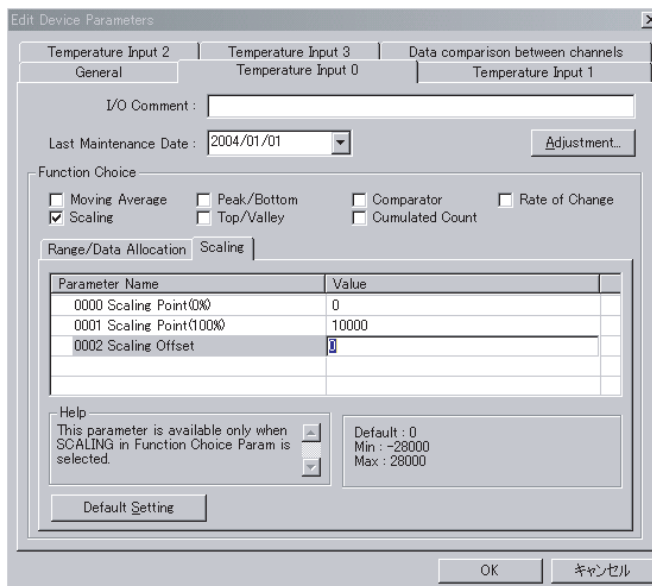 Edit Device Parameters
Temperature Input 2
Temperature Input 3
Data comparison between channels
General
Temperature Input 0
Temperature Input 1
I/O Comment :
Last Maintenance Date : 2004/01/01
Adjustment...
Function Choice
Moving Average
Peak/Bottom
Comparator
Rate of Change
Scaling
Top/Valley
Cumulated Count
Range/Data Allocation
Scaling
Parameter Name Value
0000 Scaling Point(0%) 0
0001 Scaling Point(100%) 10000
0002 Scaling Offset 0
Help
This parameter is available only when
SCALING in Function Choice Param is
selected.
Default : 0
Min : -28000
Max : 28000
Default Setting
OK
キャンセル